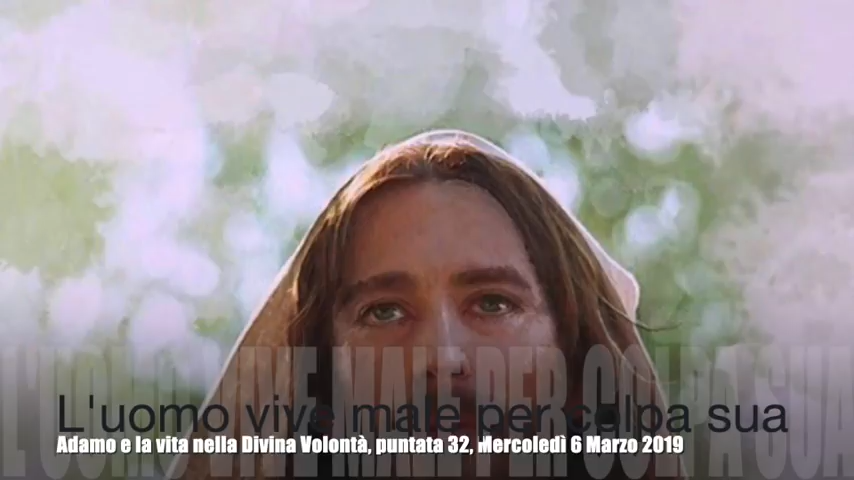 L'UOMO VIVE MALE PER COLPA SUA
L'uomo vive male per colpa sua
Adamo e la vita nella Divina Volontà, puntata 32, Mercoledì 6 Marzo 2019